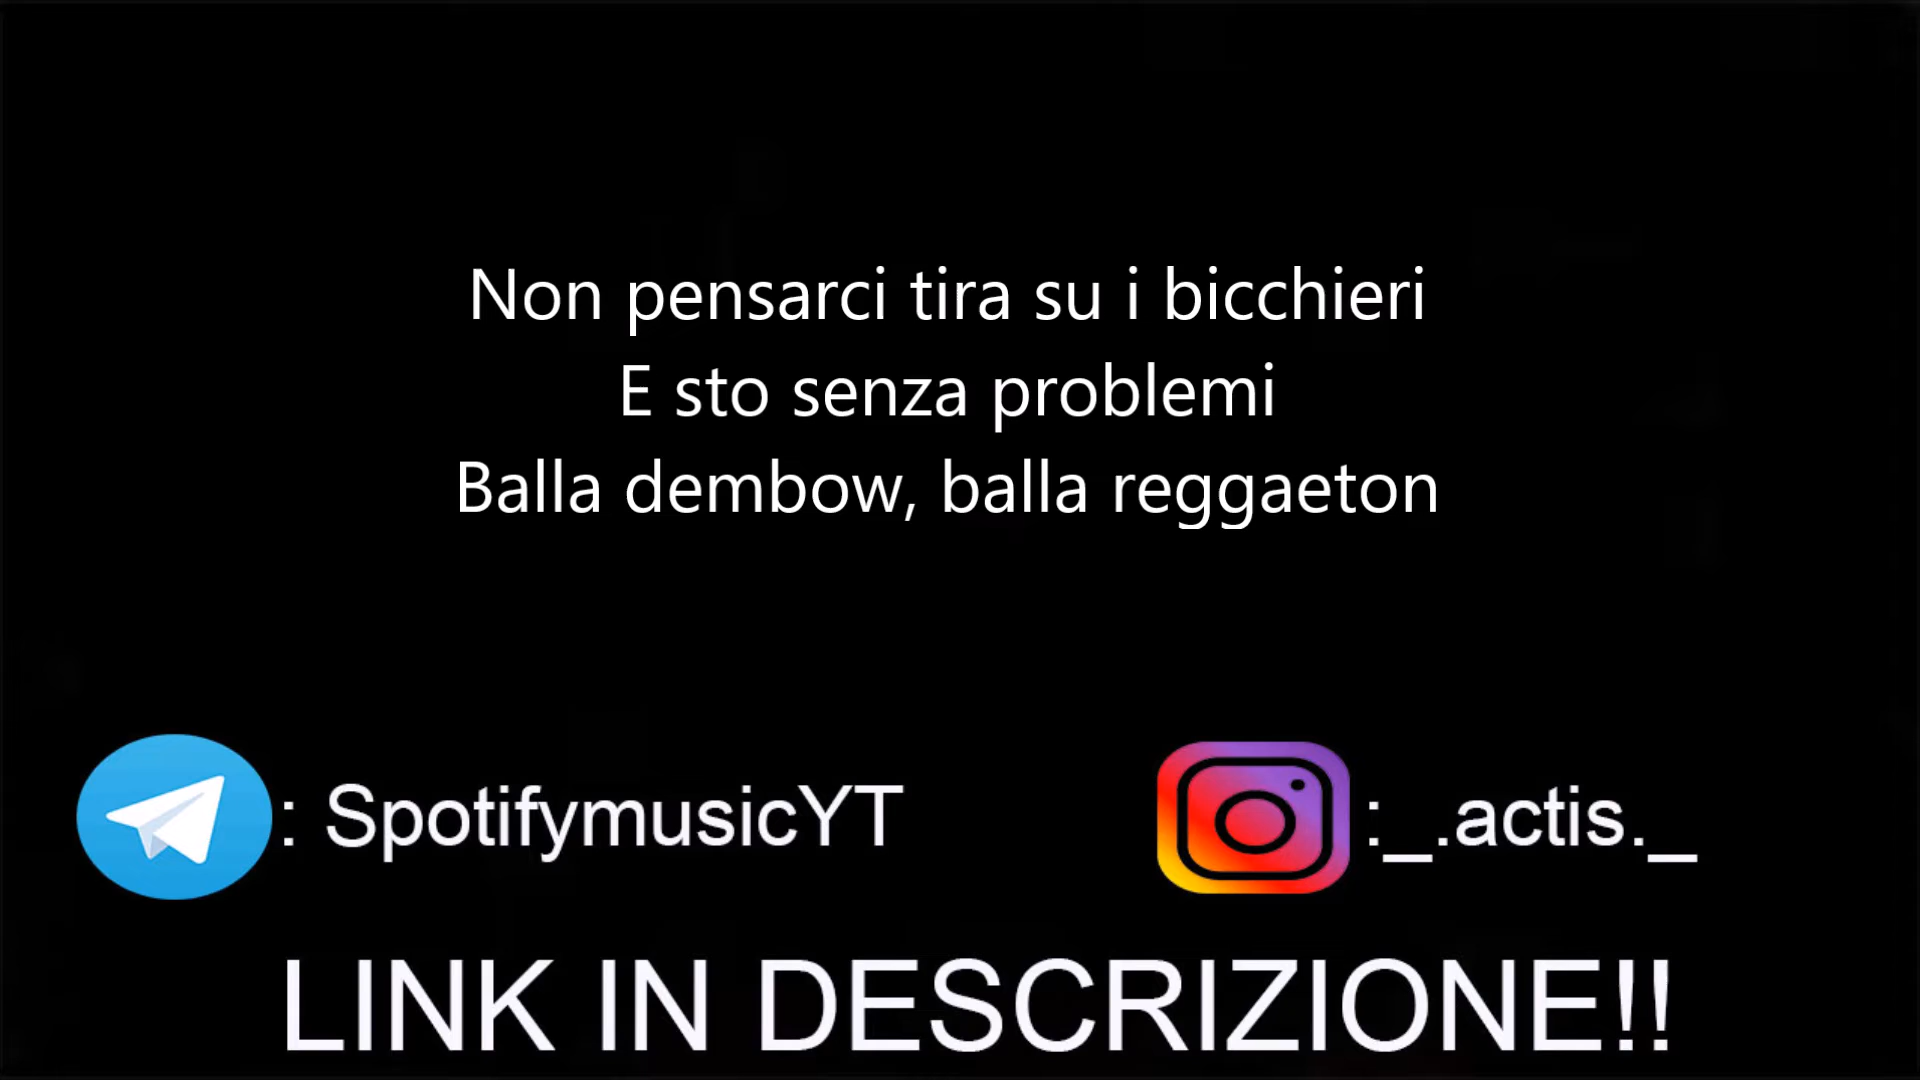 Non pensarci tira su i bicchieri
E sto senza problemi
Balla dembow, balla reggaeton
: SpotifymusicYT
:_.actis._
LINK IN DESCRIZIONE!!